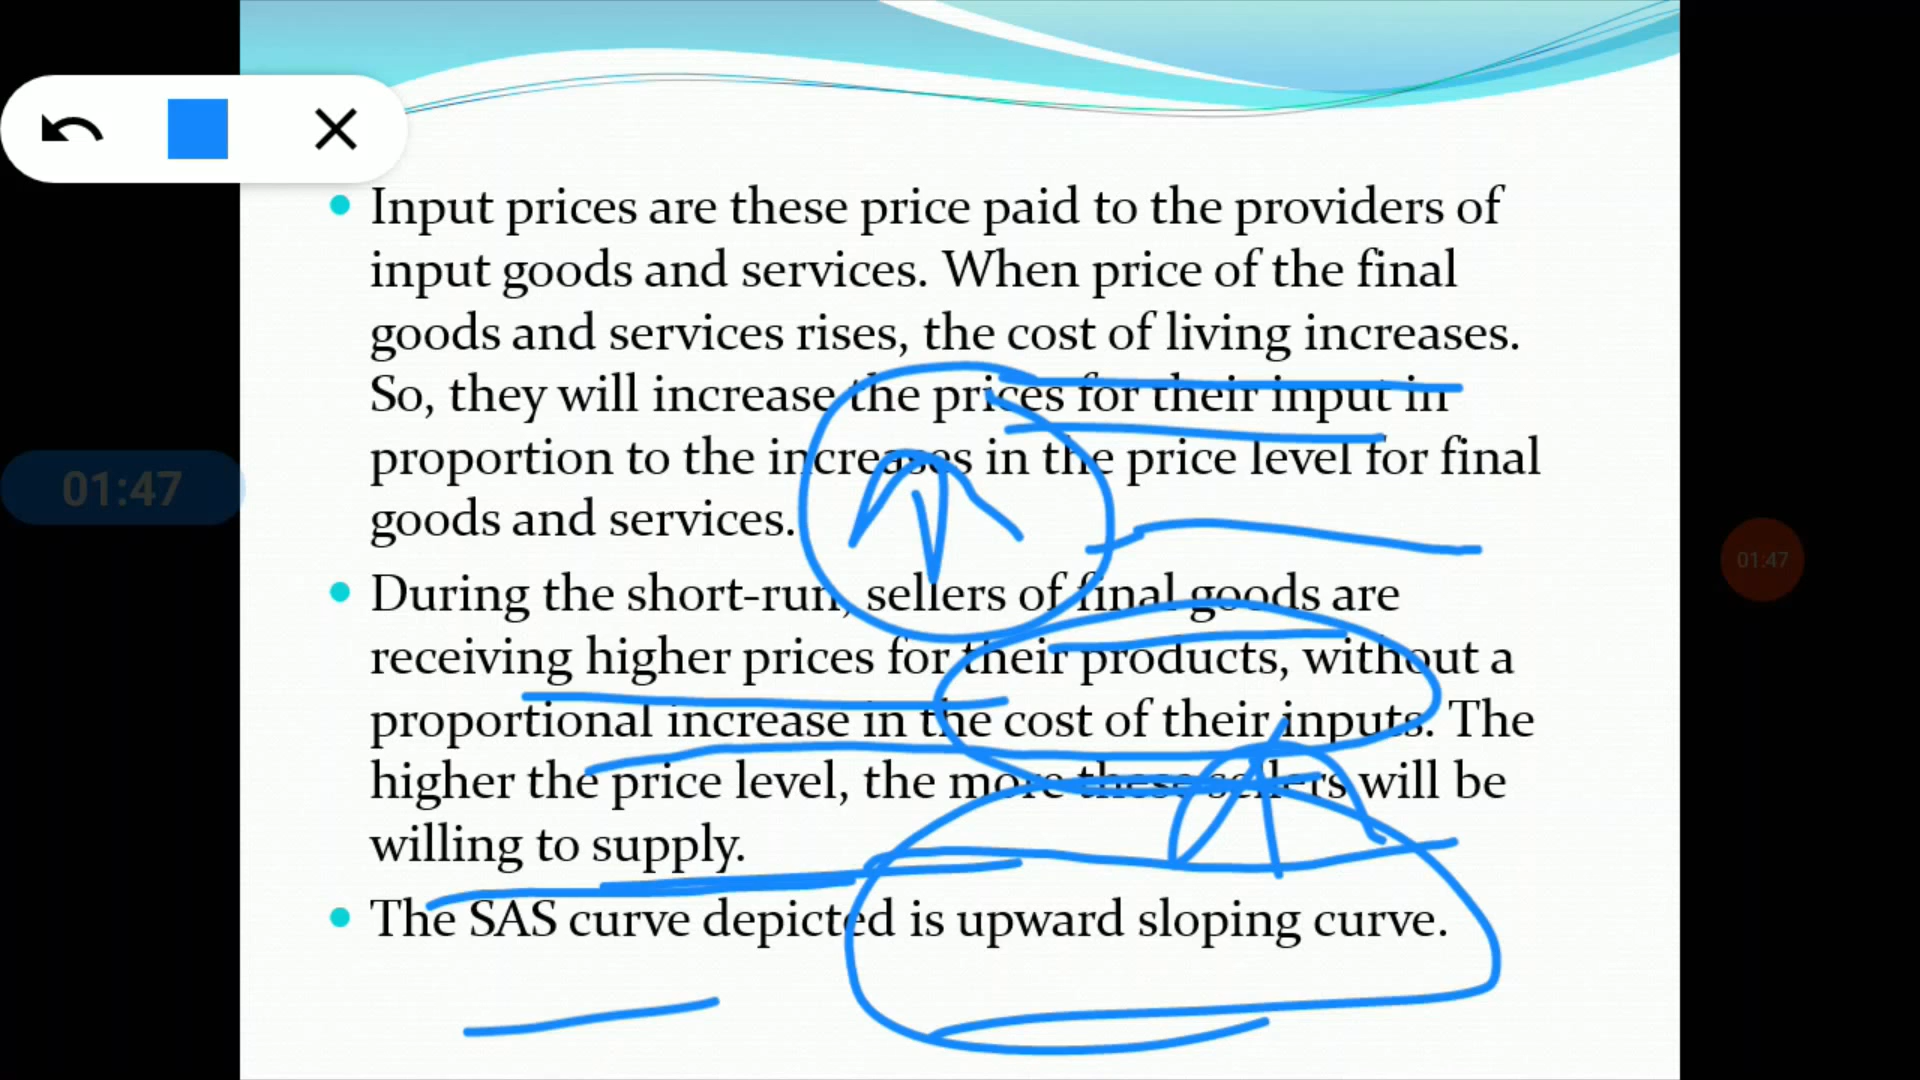 Input prices are these price paid to the providers of
input goods and services. When price of the final
goods and services rises, the cost of living increases.
So, they will increase the prices for their input in
proportion to the increases in the price level for final
goods and services.
01:47
01:47
During the short-run, sellers of final goods are
receiving higher prices for their products, without a
proportional increase in the cost of their inputs. The
higher the price level, the more these sellers will be
willing to supply.
The SAS curve depicted is upward sloping curve.